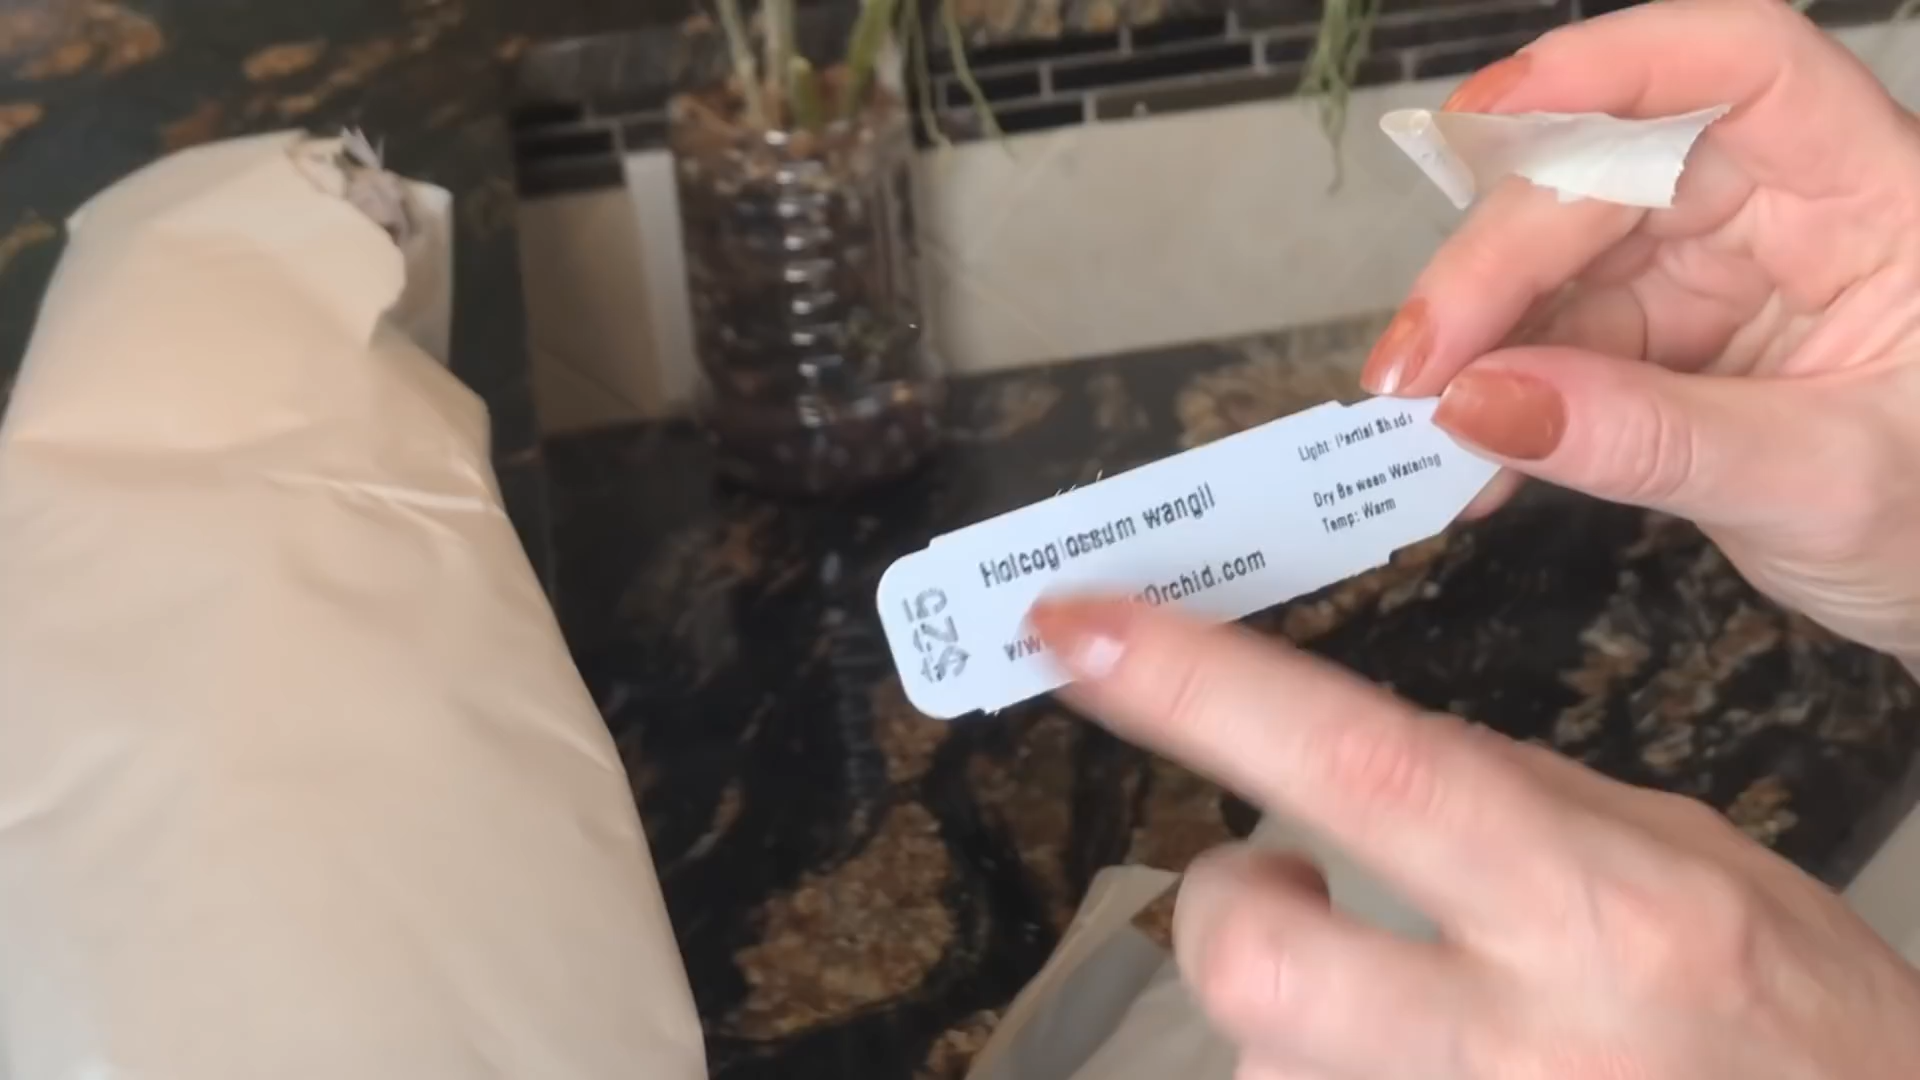 Holcoglossum wangii
Orchid.com
$25
Light: Partial Shade
Dry Between Watering
Temp: Warm